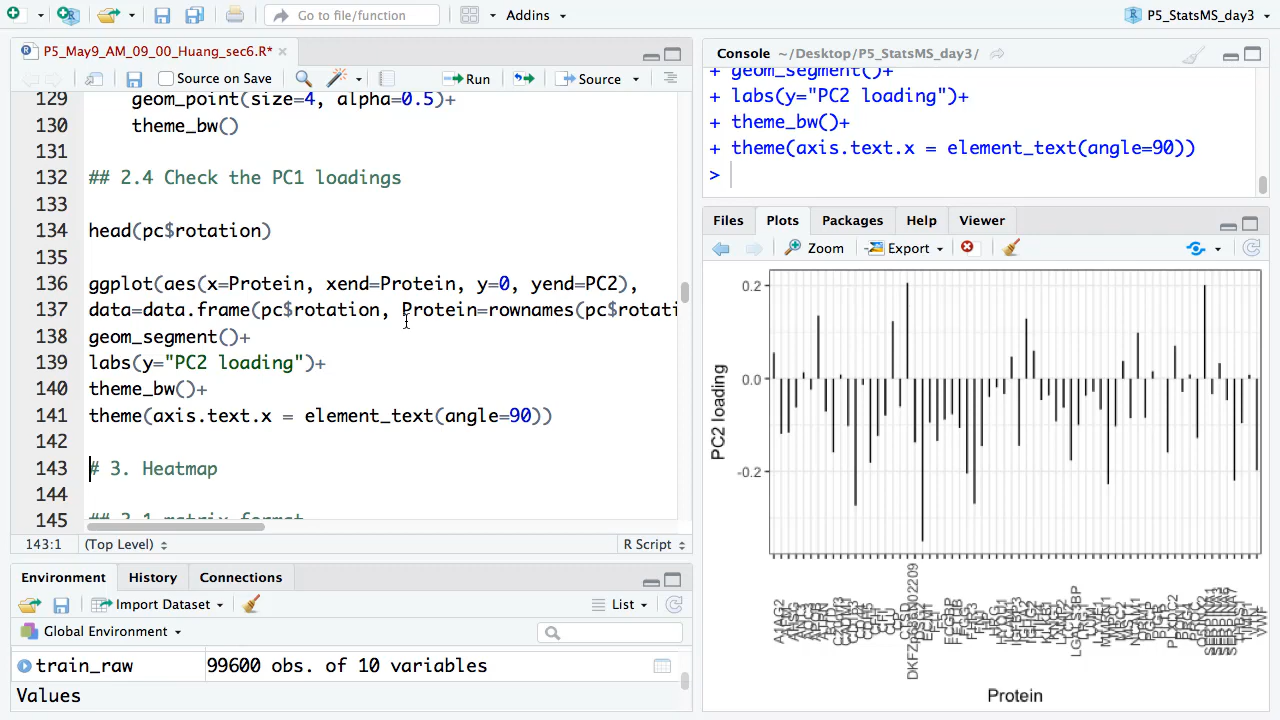 Go to file/function
Addins
P5_StatsMS_day3
P5_May9_AM_09_00_Huang_sec6.R*
Source on Save
Run
Source
129 geom_point(size=4, alpha=0.5)+
130 theme_bw()
131
132 ## 2.4 Check the PC1 loadings
133
134 head(pc$rotation)
135
136 ggplot(aes(x=Protein, xend=Protein, y=0, yend=PC2),
137 data=data.frame(pc$rotation, Protein=rownames(pc$rotati
138 geom_segment()+
139 labs(y="PC2 loading")+
140 theme_bw()+
141 theme(axis.text.x = element_text(angle=90))
142
143 # 3. Heatmap
144
145
143:1 (Top Level) R Script
Environment History Connections
Import Dataset List
Global Environment
train_raw 99600 obs. of 10 variables
Values
Console ~/Desktop/P5_StatsMS_day3/
+ geom_segment()+
+ labs(y="PC2 loading")+
+ theme_bw()+
+ theme(axis.text.x = element_text(angle=90))
>
Files Plots Packages Help Viewer
Zoom Export
0.2
0.0
-0.2
PC2 loading
Protein